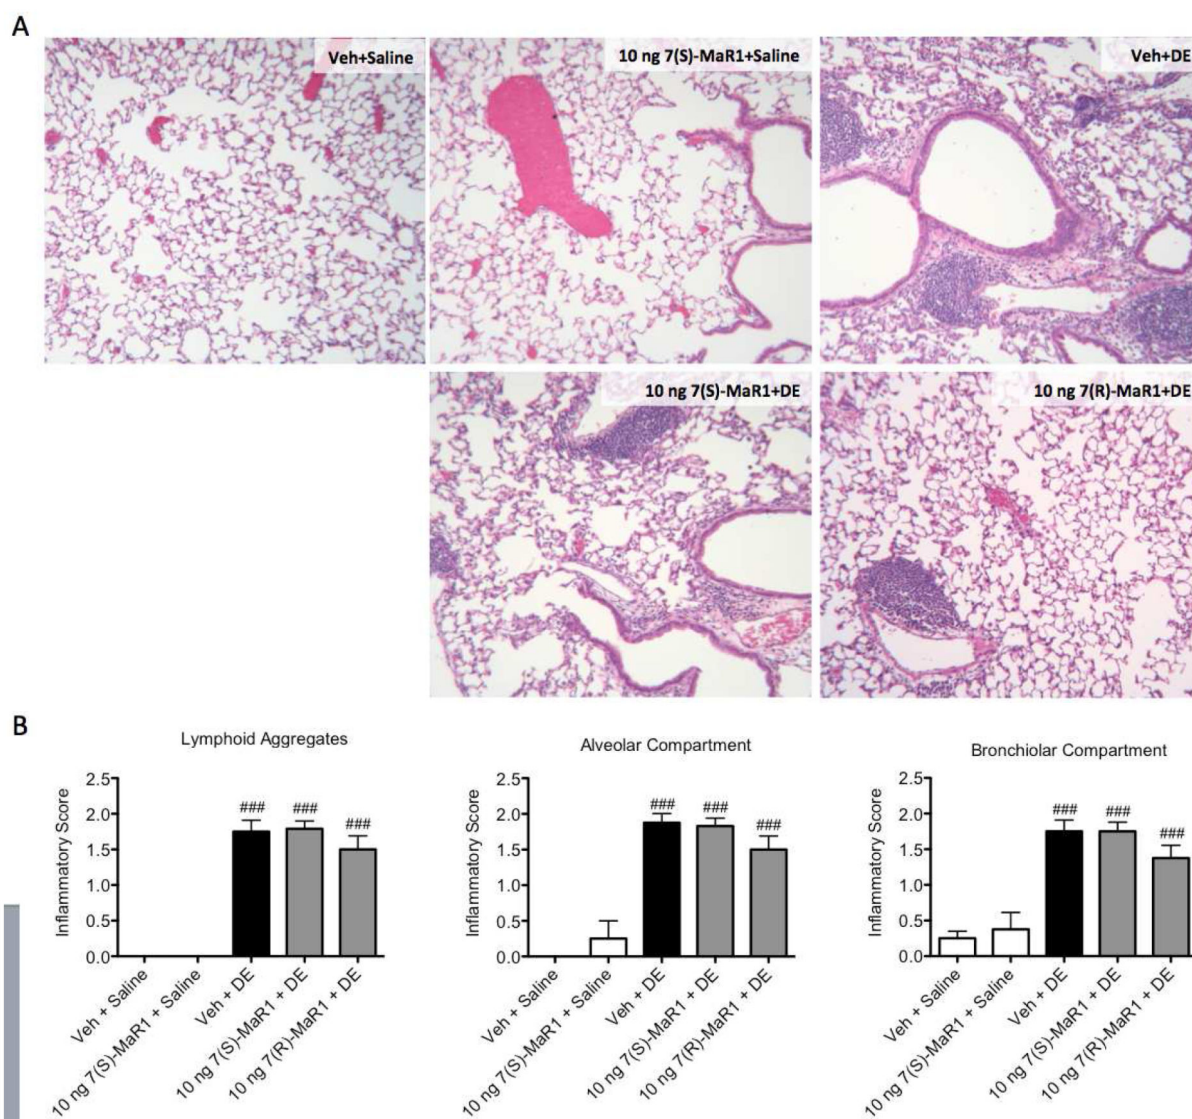 A
Veh+Saline
10 ng 7(S)-MaR1+Saline
Veh+DE
10 ng 7(S)-MaR1+DE
10 ng 7(R)-MaR1+DE
B
Lymphoid Aggregates
Inflammatory Score
2.5
2.0
1.5
1.0
0.5
0.0
###
###
###
Veh + Saline
10 ng 7(S)-MaR1 + Saline
Veh + DE
10 ng 7(S)-MaR1 + DE
10 ng 7(R)-MaR1 + DE
Alveolar Compartment
Inflammatory Score
2.5
2.0
1.5
1.0
0.5
0.0
###
###
###
Veh + Saline
10 ng 7(S)-MaR1 + Saline
Veh + DE
10 ng 7(S)-MaR1 + DE
10 ng 7(R)-MaR1 + DE
Bronchiolar Compartment
Inflammatory Score
2.5
2.0
1.5
1.0
0.5
0.0
###
###
###
Veh + Saline
10 ng 7(S)-MaR1 + Saline
Veh + DE
10 ng 7(S)-MaR1 + DE
10 ng 7(R)-MaR1 + DE